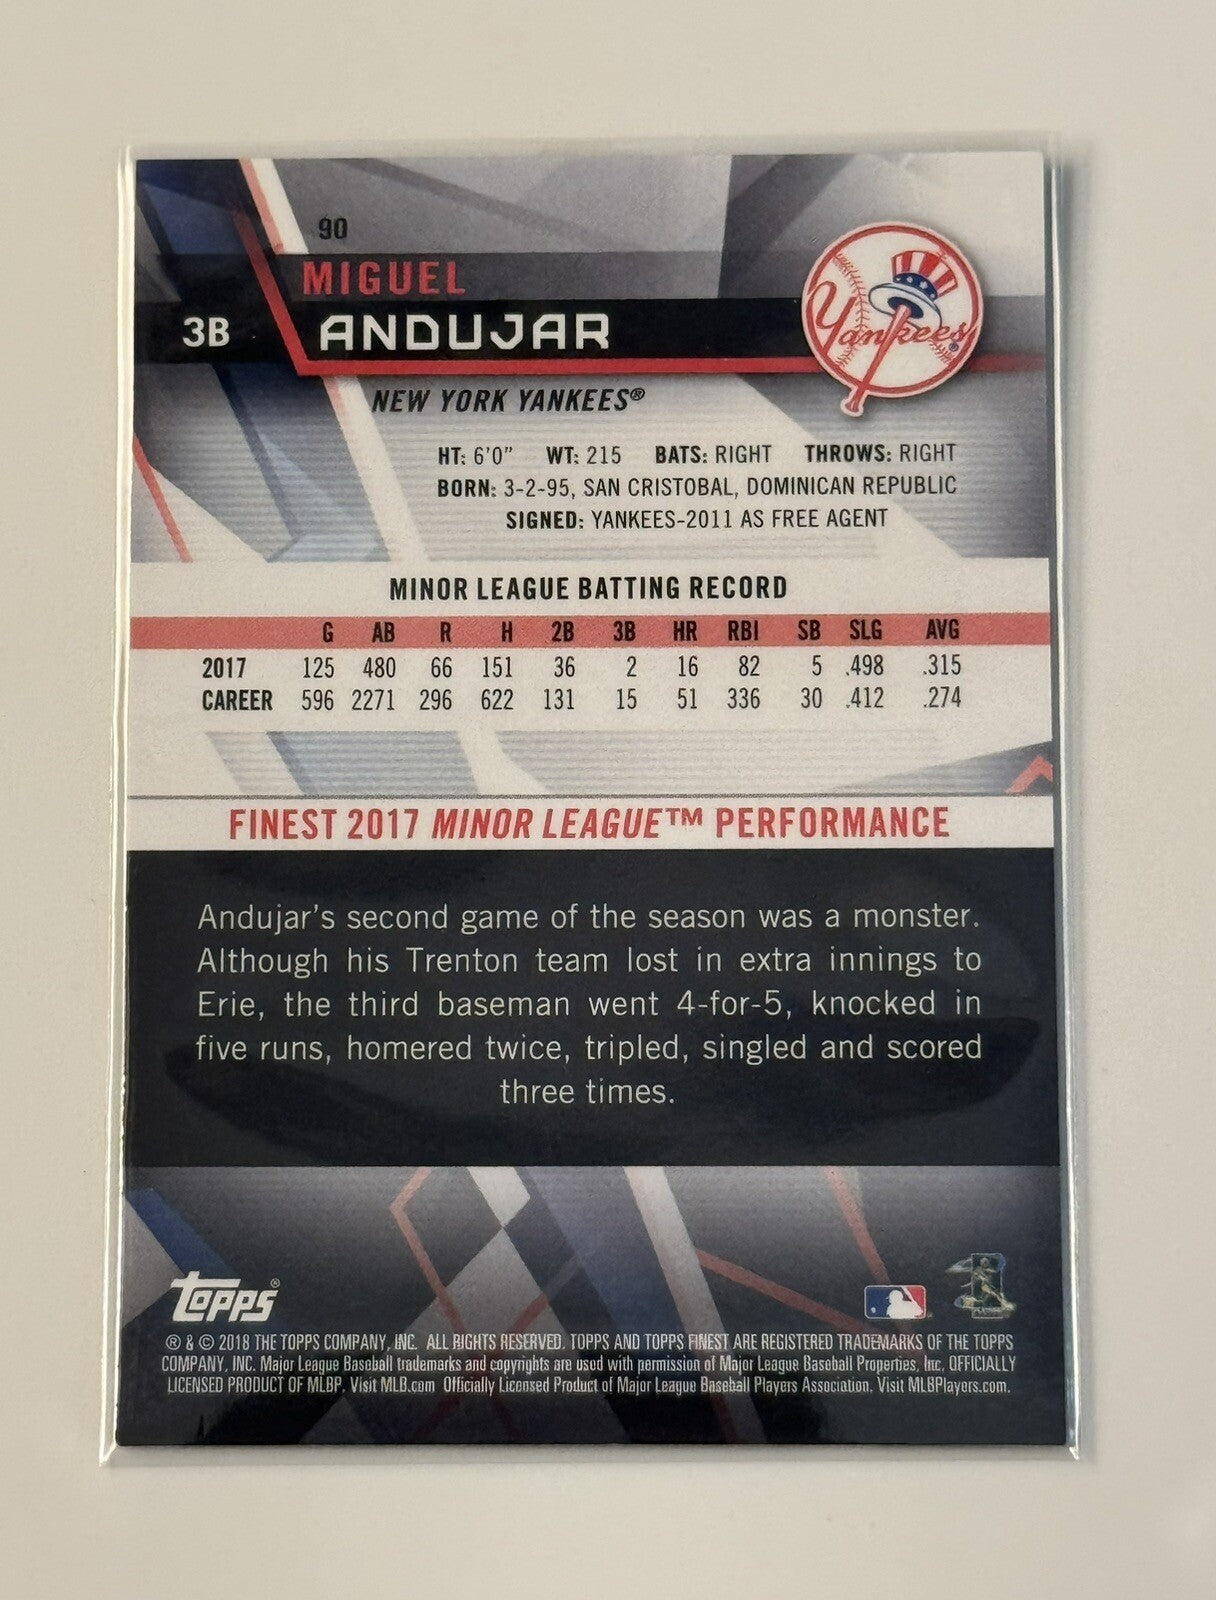 90
MIGUEL
3B ANDUJAR
Yankees®
NEW YORK YANKEES®
HT: 6'0" WT: 215 BATS: RIGHT THROWS: RIGHT
BORN: 3-2-95, SAN CRISTOBAL, DOMINICAN REPUBLIC
SIGNED: YANKEES-2011 AS FREE AGENT
MINOR LEAGUE BATTING RECORD
G AB R H 2B 3B HR RBI SB SLG AVG
2017 125 480 66 151 36 2 16 82 5 .498 .315
CAREER 596 2271 296 622 131 15 51 336 30 .412 .274
FINEST 2017 MINOR LEAGUE™ PERFORMANCE
Andujar's second game of the season was a monster.
Although his Trenton team lost in extra innings to
Erie, the third baseman went 4-for-5, knocked in
five runs, homered twice, tripled, singled and scored
three times.
topps®
® & © 2018 THE TOPPS COMPANY, INC. ALL RIGHTS RESERVED. TOPPS AND TOPPS FINEST ARE REGISTERED TRADEMARKS OF THE TOPPS
COMPANY, INC. Major League Baseball trademarks and copyrights are used with permission of Major League Baseball Properties, Inc. OFFICIALLY
LICENSED PRODUCT OF MLBP. Visit MLB.com Officially Licensed Product of Major League Baseball Players Association. Visit MLBPlayers.com.